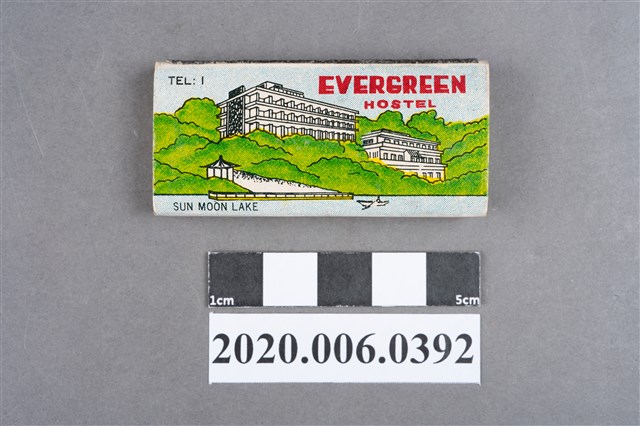 TEL: 1
EVERGREEN
HOSTEL
SUN MOON LAKE
1cm
5cm
2020.006.0392